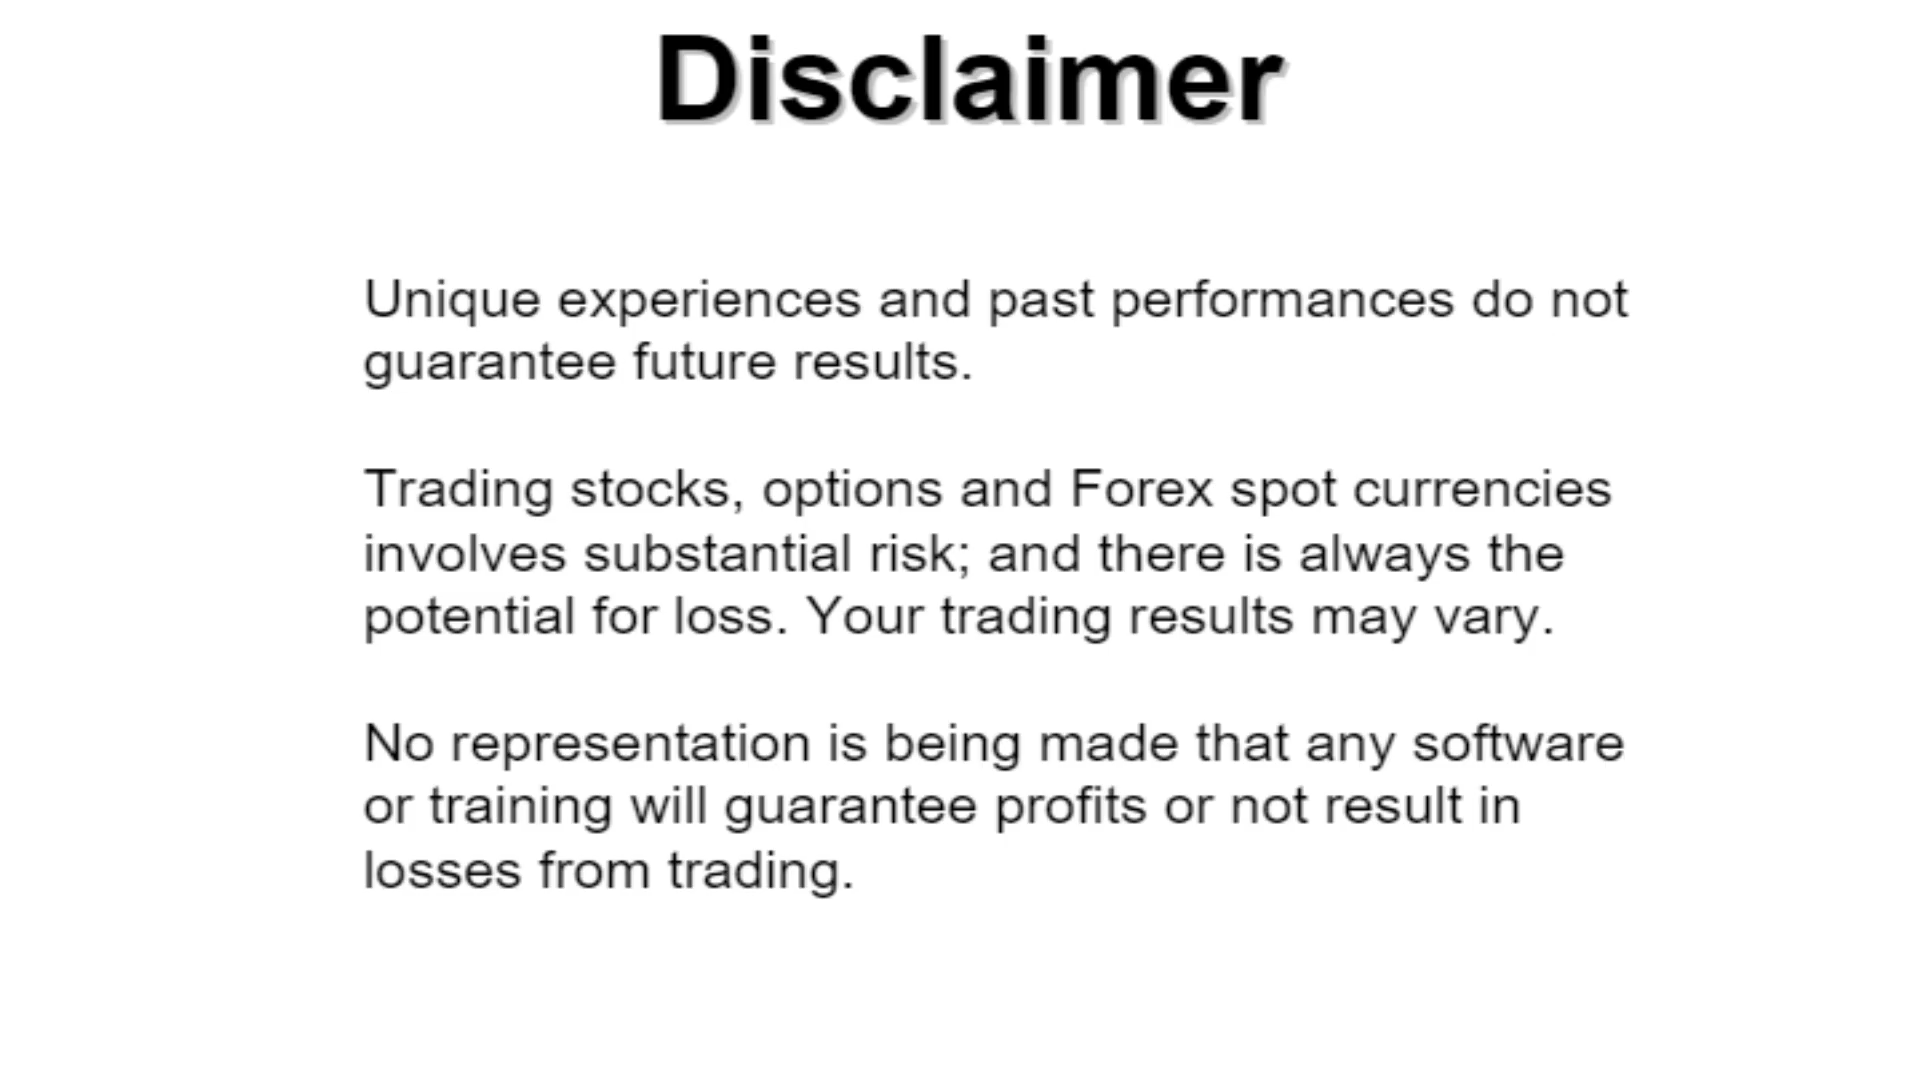 Disclaimer
Unique experiences and past performances do not
guarantee future results.
Trading stocks, options and Forex spot currencies
involves substantial risk; and there is always the
potential for loss. Your trading results may vary.
No representation is being made that any software
or training will guarantee profits or not result in
losses from trading.